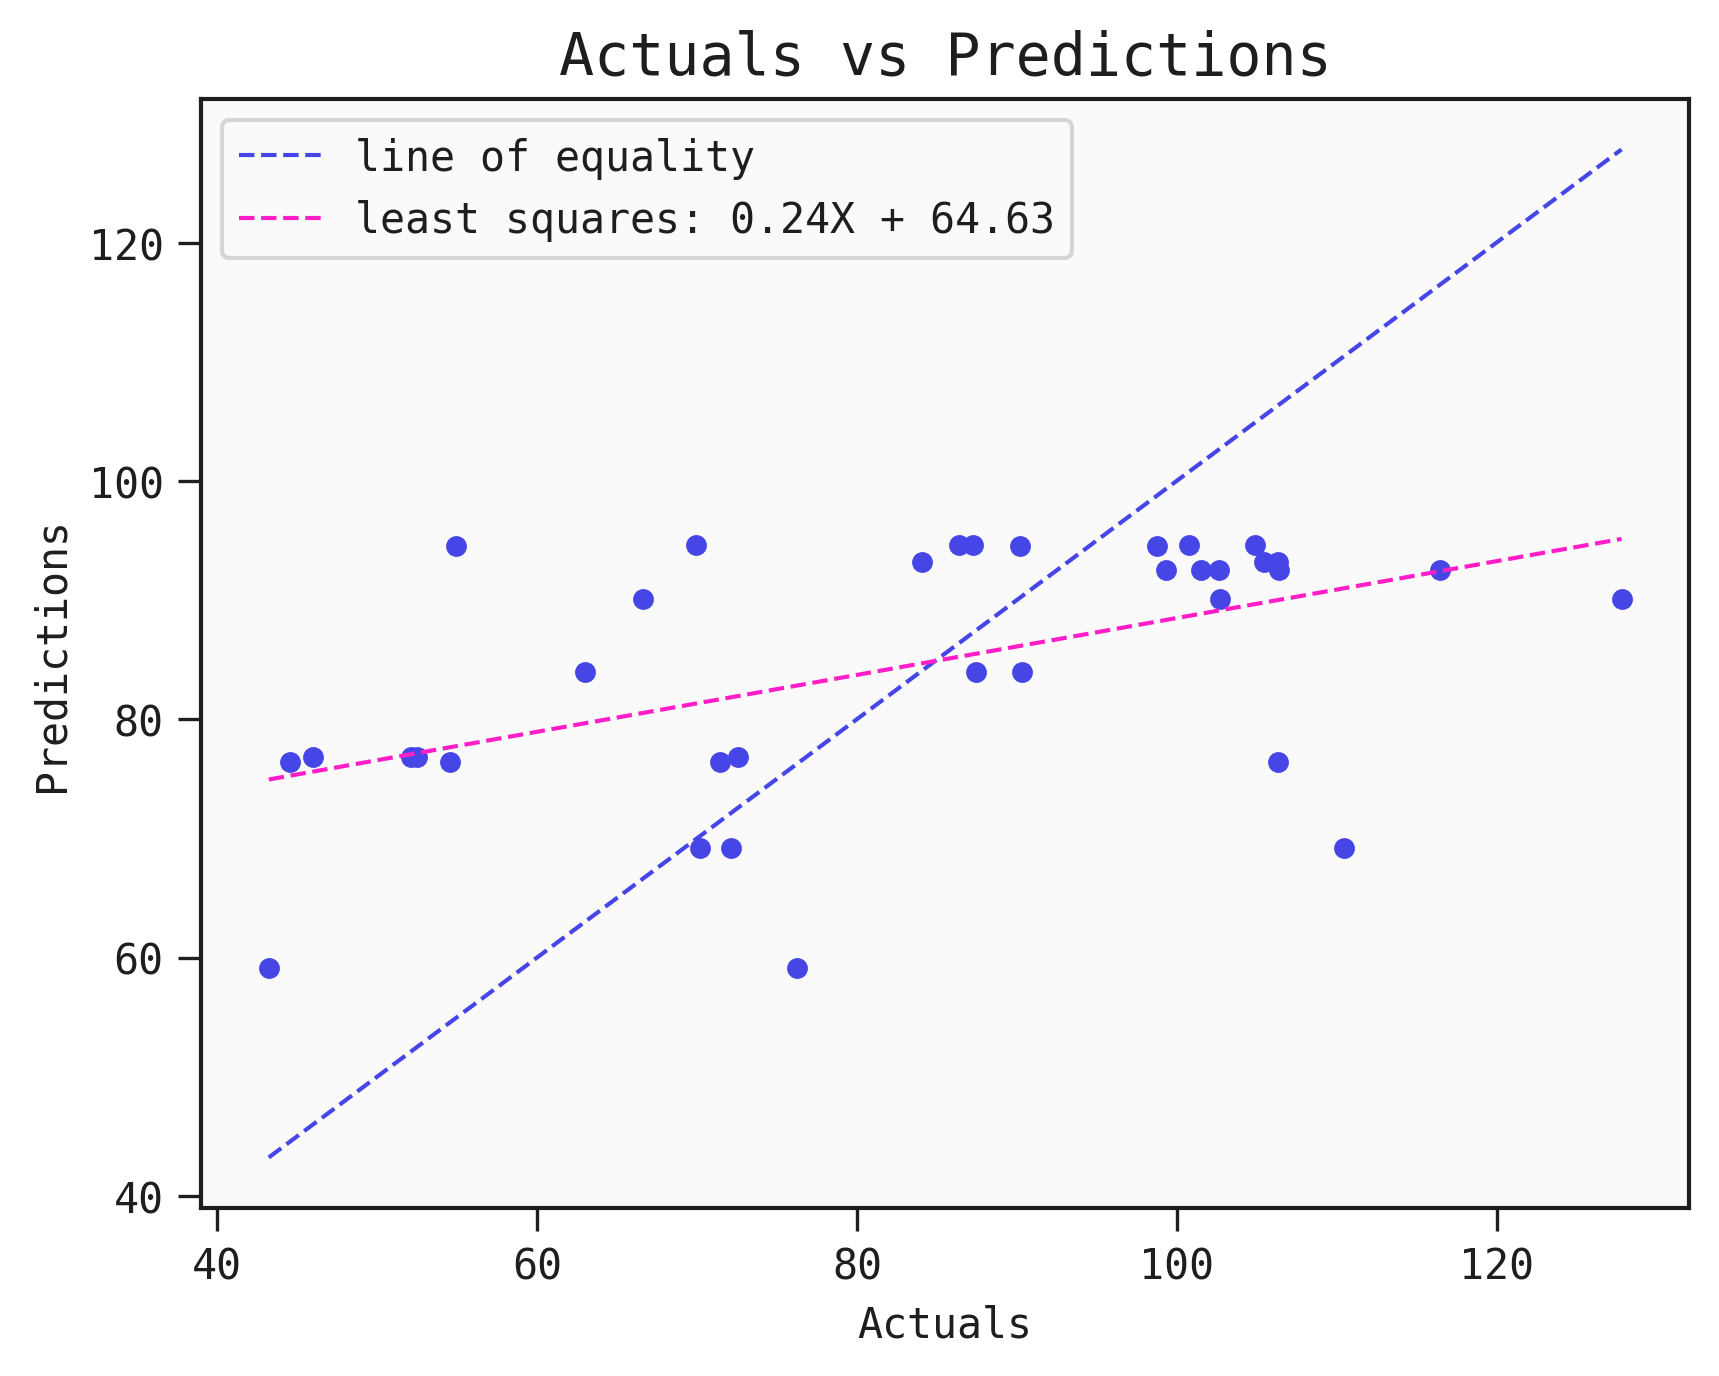 Actuals vs Predictions
line of equality
least squares: 0.24X + 64.63
120
100
80
60
40
Predictions
40 60 80 100 120
Actuals